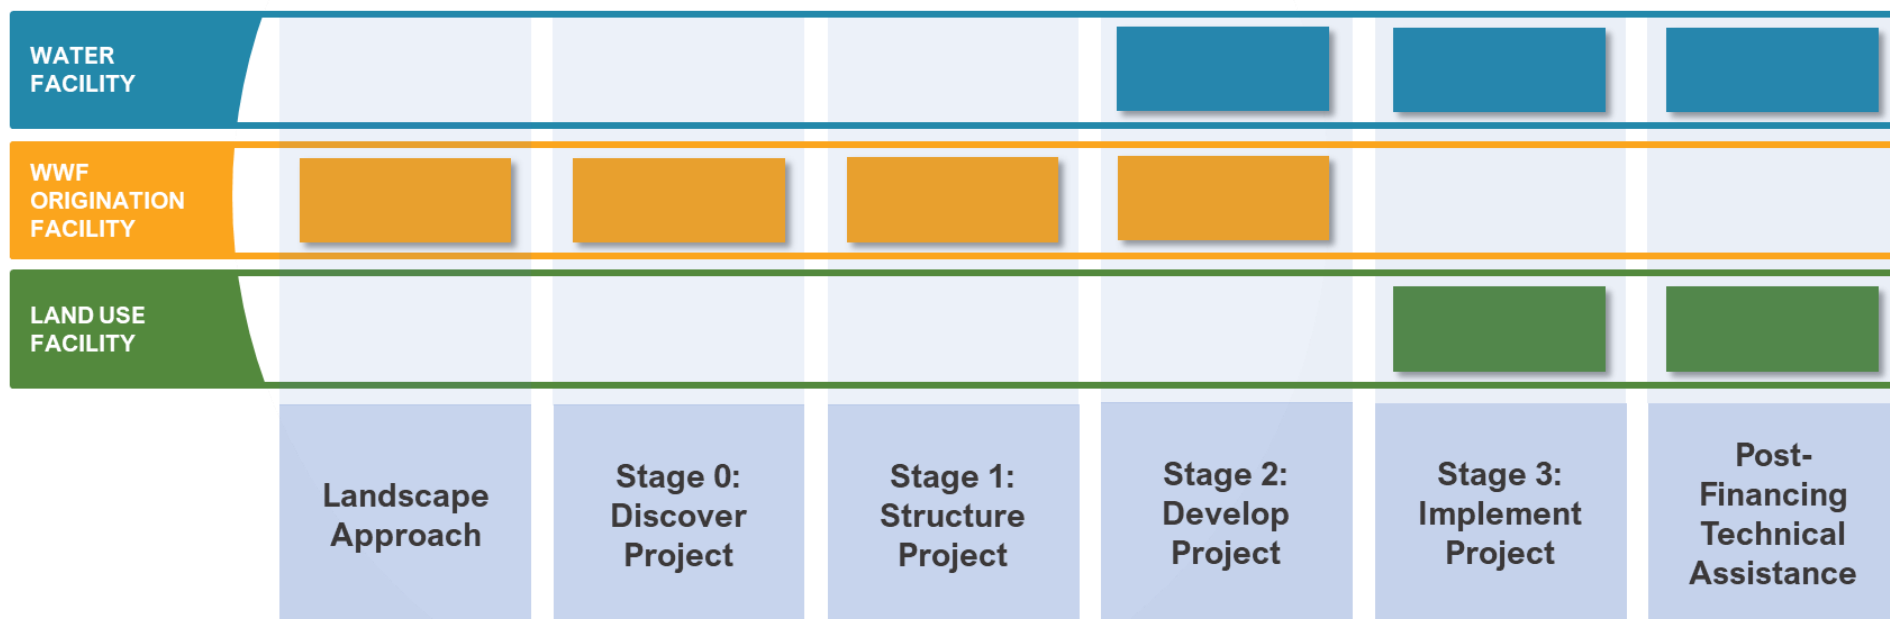 WATER
FACILITY
WWF
ORIGINATION
FACILITY
LAND USE
FACILITY
Landscape
Approach
Stage 0:
Discover
Project
Stage 1:
Structure
Project
Stage 2:
Develop
Project
Stage 3:
Implement
Project
Post-
Financing
Technical
Assistance